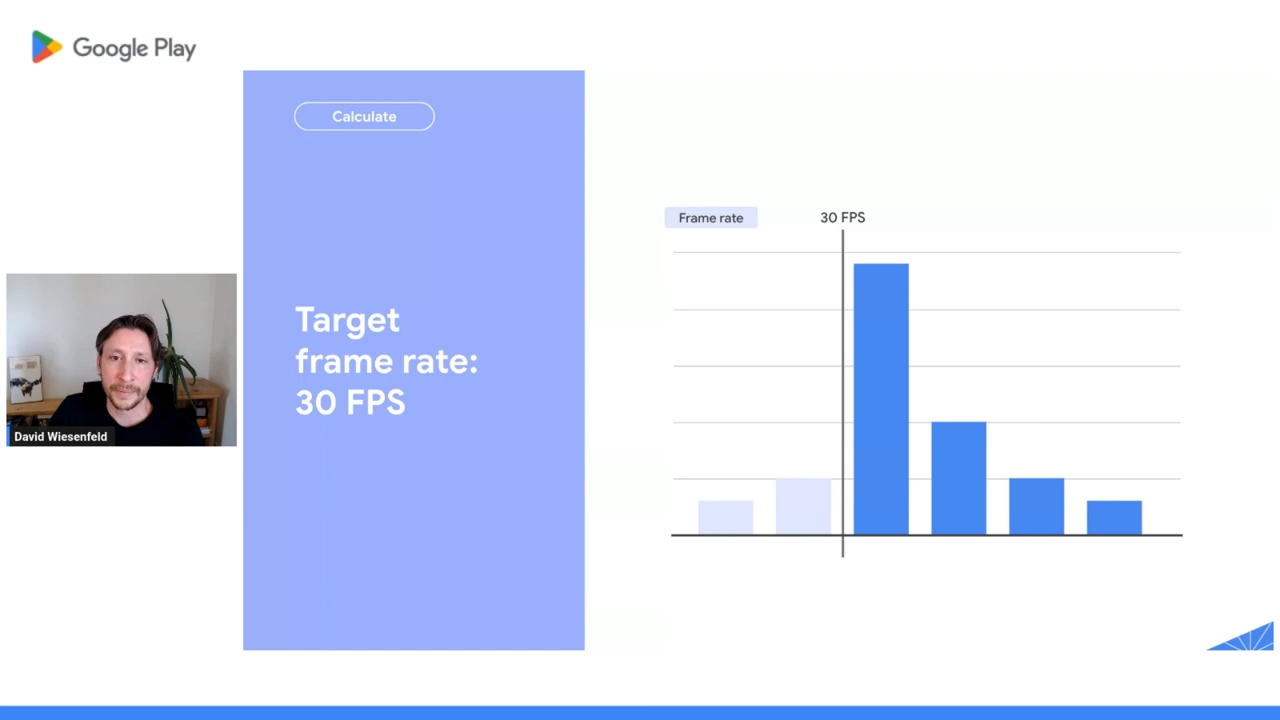 Google Play
Calculate
Target
frame rate:
30 FPS
Frame rate
30 FPS
David Wiesenfeld